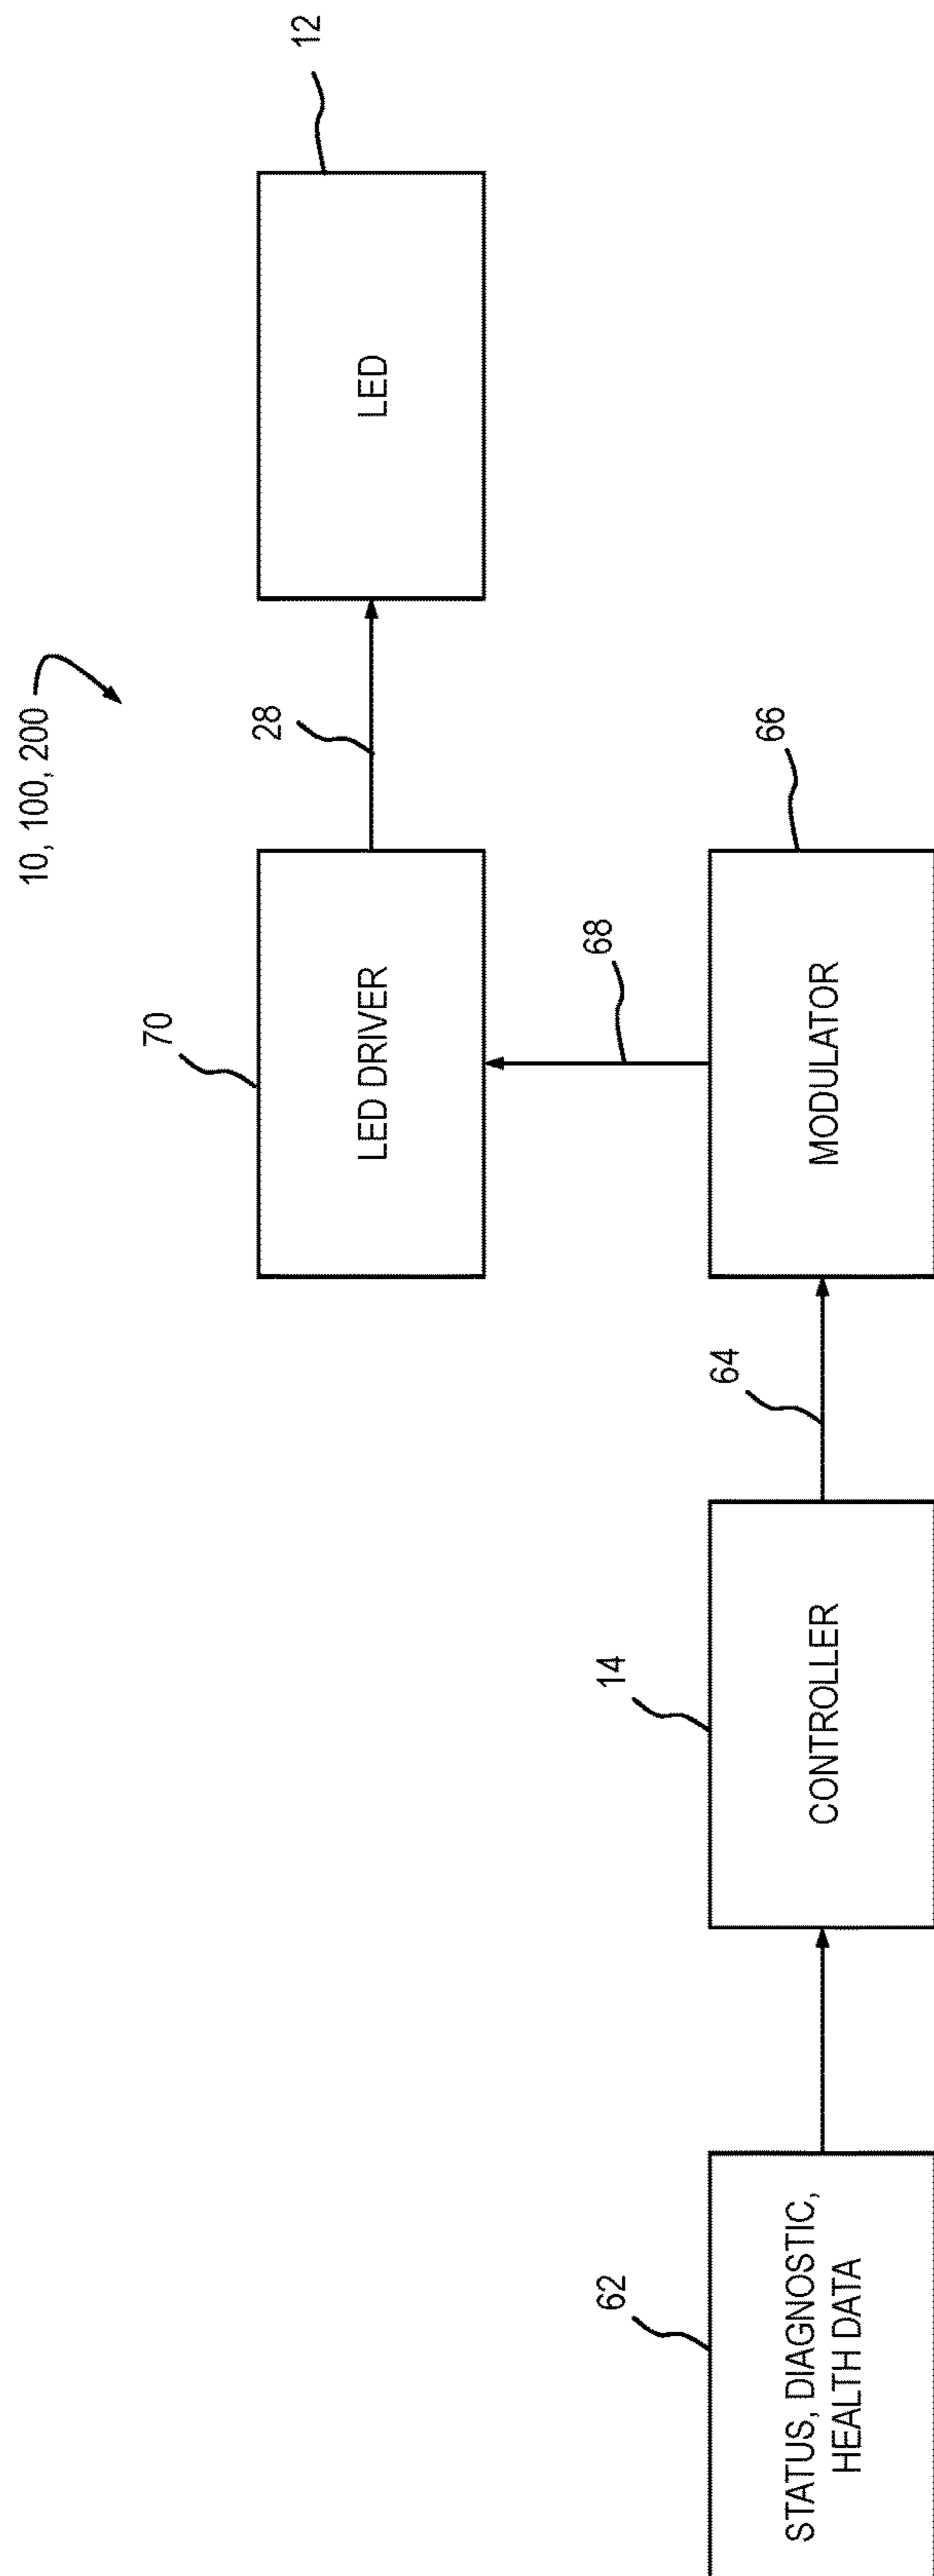 10, 100, 200
12
LED
28
70
LED DRIVER
68
66
MODULATOR
64
14
CONTROLLER
62
STATUS, DIAGNOSTIC,
HEALTH DATA